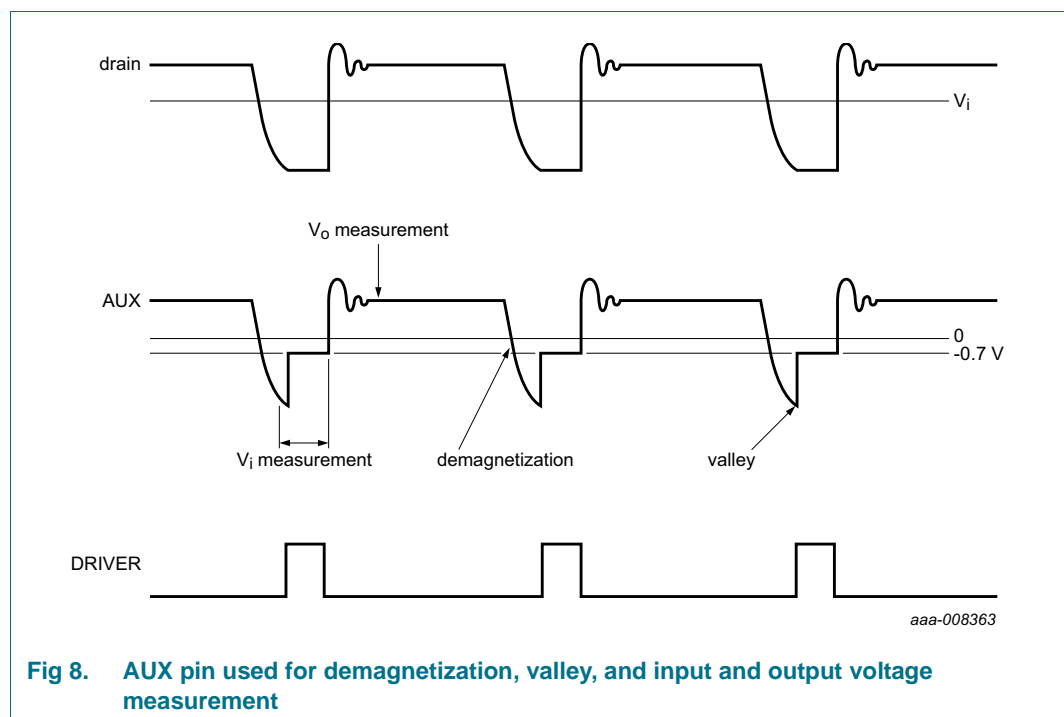 drain
Vi
Vo measurement
AUX
0
-0.7 V
Vi measurement
demagnetization
valley
DRIVER
aaa-008363
Fig 8. AUX pin used for demagnetization, valley, and input and output voltage
measurement